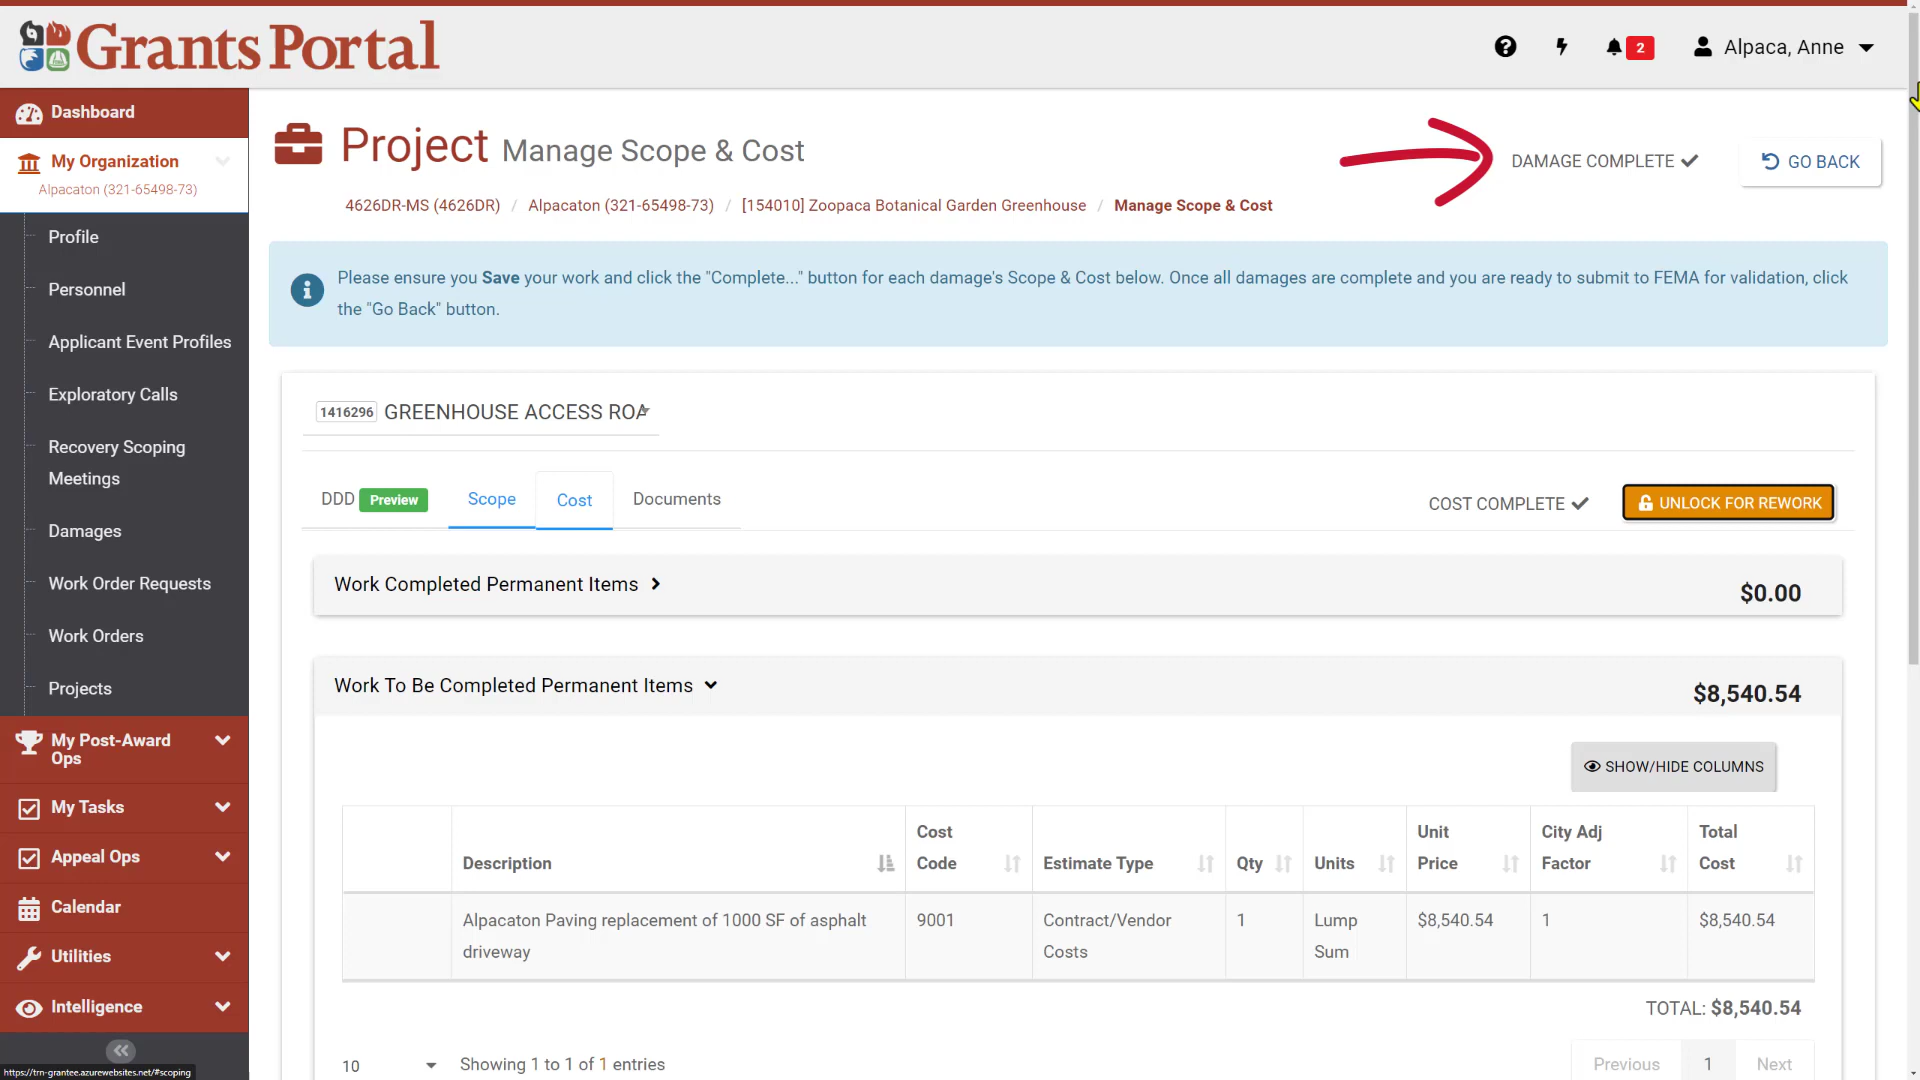 Grants Portal
2
Alpaca, Anne
Dashboard
My Organization
Alpacaton (321-65498-73)
Profile
Personnel
Applicant Event Profiles
Exploratory Calls
Recovery Scoping
Meetings
Damages
Work Order Requests
Work Orders
Projects
My Post-Award
Ops
My Tasks
Appeal Ops
Calendar
Utilities
Intelligence
https://trn-grantee.azurewebsites.net/#scoping
Project Manage Scope & Cost
DAMAGE COMPLETE
GO BACK
4626DR-MS (4626DR) / Alpacaton (321-65498-73) / [154010] Zoopaca Botanical Garden Greenhouse / Manage Scope & Cost
Please ensure you Save your work and click the "Complete..." button for each damage's Scope & Cost below. Once all damages are complete and you are ready to submit to FEMA for validation, click
the "Go Back" button.
1416296 GREENHOUSE ACCESS ROA
DDD Preview Scope Cost Documents
COST COMPLETE
UNLOCK FOR REWORK
Work Completed Permanent Items
$0.00
Work To Be Completed Permanent Items
$8,540.54
SHOW/HIDE COLUMNS
Description
Cost
Code
Estimate Type
Qty
Units
Unit
Price
City Adj
Factor
Total
Cost
Alpacaton Paving replacement of 1000 SF of asphalt
driveway
9001
Contract/Vendor
Costs
1
Lump
Sum
$8,540.54
1
$8,540.54
TOTAL: $8,540.54
10
Showing 1 to 1 of 1 entries
Previous 1 Next